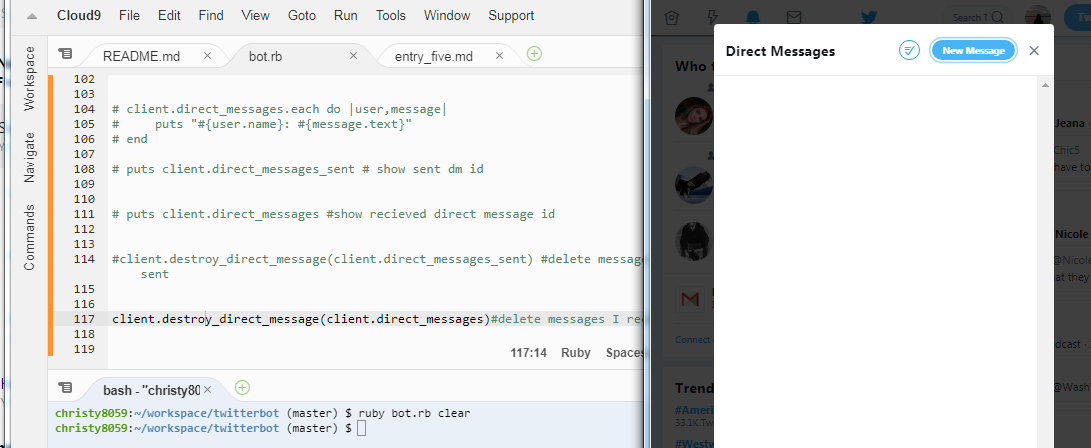 Cloud9 File Edit Find View Goto Run Tools Window Support
Workspace
Navigate
Commands
README.md
bot.rb
entry_five.md
102
103
104 # client.direct_messages.each do |user,message|
105 #     puts "#{user.name}: #{message.text}"
106 # end
107
108 # puts client.direct_messages_sent # show sent dm id
109
110
111 # puts client.direct_messages #show recieved direct message id
112
113
114 #client.destroy_direct_message(client.direct_messages_sent) #delete messag
sent
115
116
117 client.destroy_direct_message(client.direct_messages)#delete messages I re
118
119
117:14 Ruby Spaces
bash - "christy80
christy8059:~/workspace/twitterbot (master) $ ruby bot.rb clear
christy8059:~/workspace/twitterbot (master) $
Search T
Tw
Direct Messages
New Message
Who t
Connect
Trend
#Ameri
33.1K Tw
#Westw
Jeana
Chic5
have to
Nicole
@Nicole
at they
dcast
@Wash